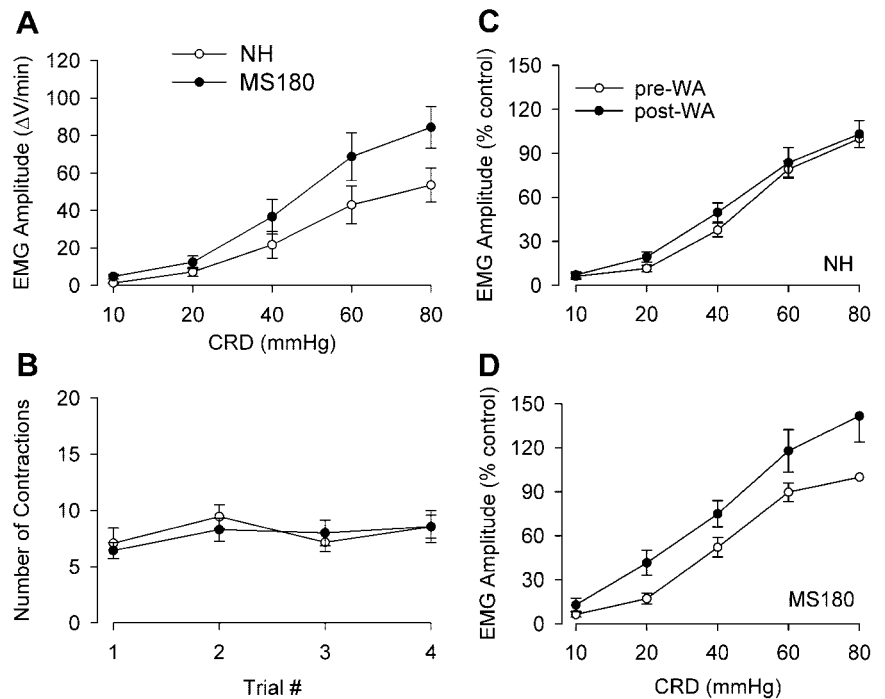 A
NH
MS180
EMG Amplitude (ΔV/min)
120
100
80
60
40
20
0
10 20 40 60 80
CRD (mmHg)
B
Number of Contractions
20
15
10
5
0
1 2 3 4
Trial #
C
pre-WA
post-WA
EMG Amplitude (% control)
150
120
90
60
30
0
NH
10 20 40 60 80
CRD (mmHg)
D
EMG Amplitude (% control)
150
120
90
60
30
0
MS180
10 20 40 60 80
CRD (mmHg)